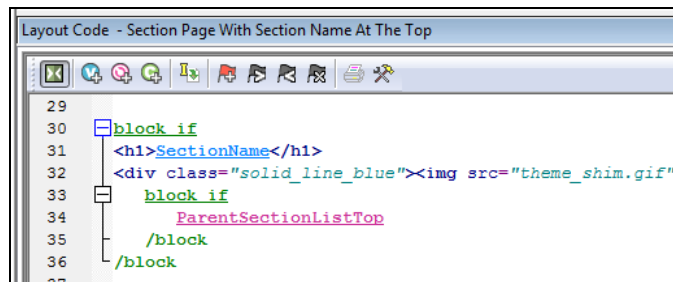 Layout Code - Section Page With Section Name At The Top
29
30 block if
31 <h1>SectionName</h1>
32 <div class="solid_line_blue"><img src="theme_shim.gif"
33 block if
34 ParentSectionListTop
35 /block
36 /block